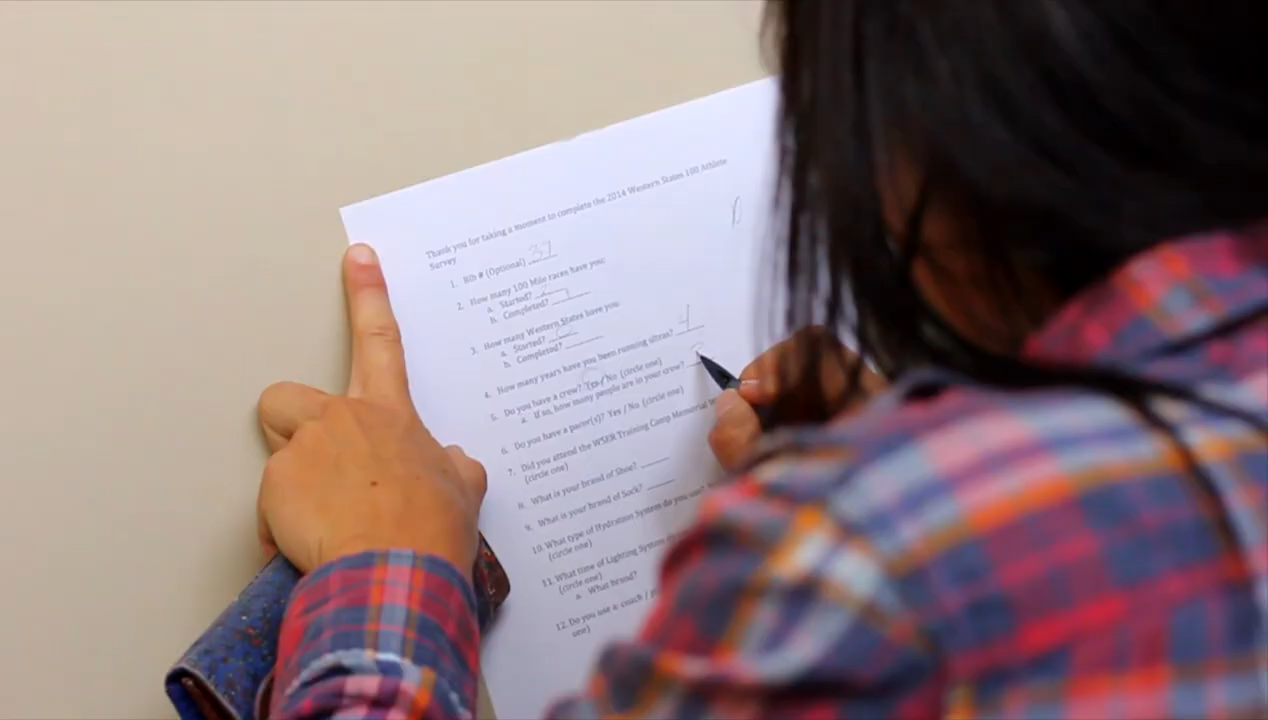 Thank you for taking a moment to complete the 2014 Western States 100 Athlete
Survey
1. Bib # (Optional) 37
2. How many 100 Mile races have you:
a. Started?
b. Completed?
3. How many Western States have you:
a. Started?
b. Completed?
4. How many years have you been running ultras? 4
5. Do you have a crew? Yes/No (circle one)
a. If so, how many people are in your crew?
6. Do you have a pacer(s)? Yes / No (circle one)
7. Did you attend the WSER Training Camp Memorial
(circle one)
8. What is your brand of Shoe?
9. What is your brand of Sock?
10. What type of Hydration System do you use?
(circle one)
11. What time of Lighting System do
(circle one)
a. What brand?
12. Do you use a: coach /
one)